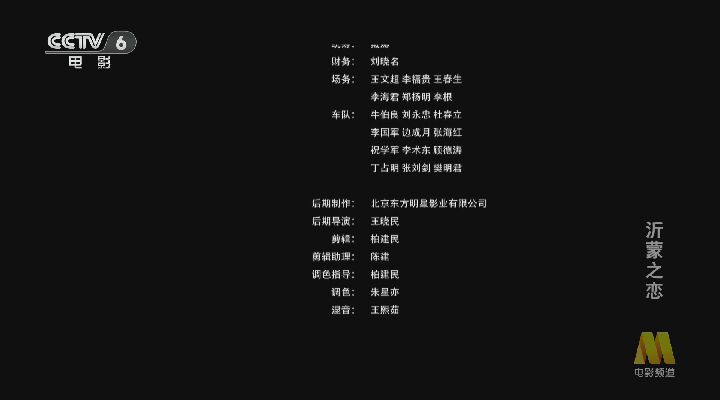 CCTV 6
电影
财务： 刘晓名
场务： 王文超 李福贵 王春生
李海君 郑杨明 李根
车队： 牛伯良 刘永忠 杜春立
李国军 边成月 张海红
祝学军 李术东 顾德涛
丁占明 张刘剑 樊明君
后期制作： 北京东方明星影业有限公司
后期导演： 王晓民
剪辑： 柏建民
剪辑助理： 陈建
调色指导： 柏建民
调色： 朱星亦
混音： 王熙茹
沂蒙之恋
电影频道